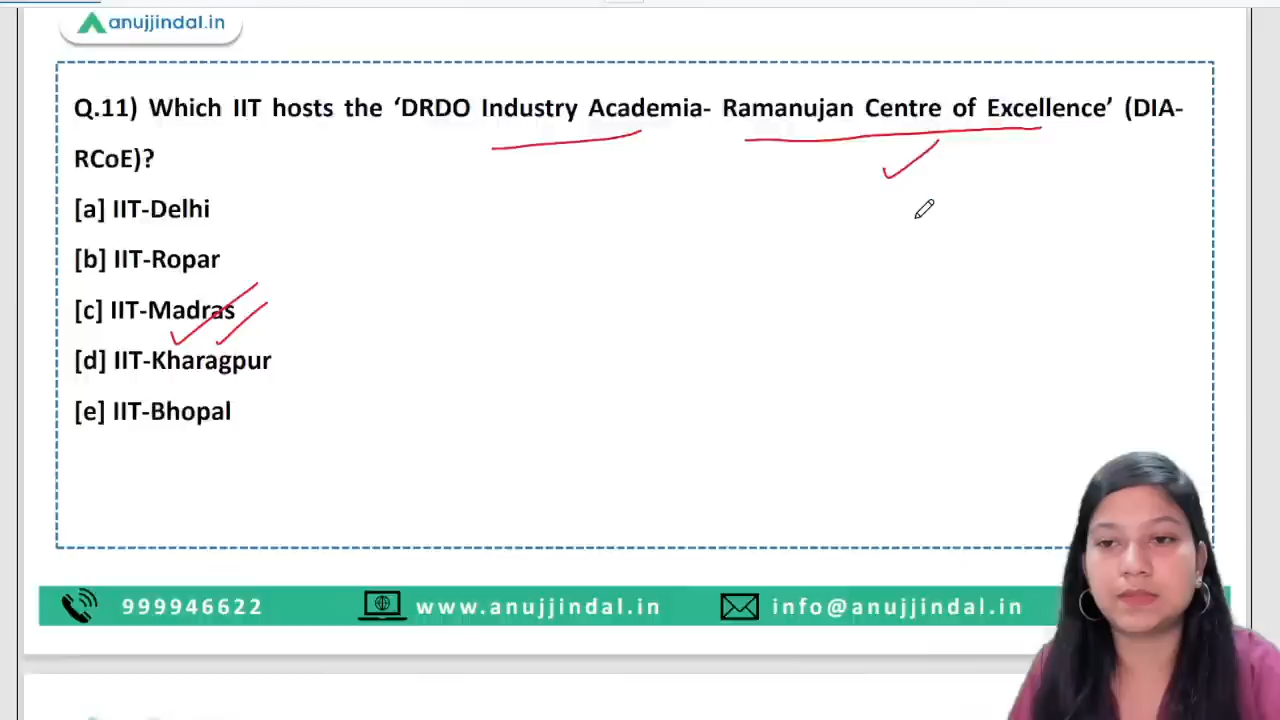 anujjindal.in
Q.11) Which IIT hosts the ‘DRDO Industry Academia- Ramanujan Centre of Excellence’ (DIA-
RCoE)?
[a] IIT-Delhi
[b] IIT-Ropar
[c] IIT-Madras
[d] IIT-Kharagpur
[e] IIT-Bhopal
999946622 www.anujjindal.in info@anujjindal.in